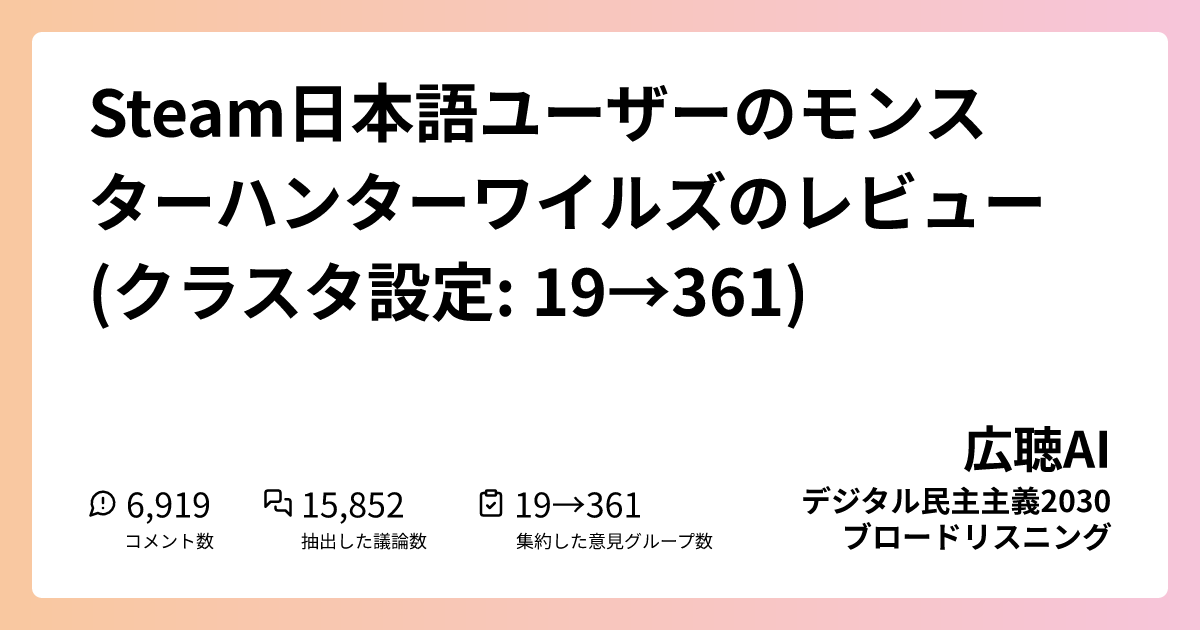 Steam日本語ユーザーのモンス
ターハンターワイルズのレビュー
(クラスタ設定: 19→361)
広聴AI
デジタル民主主義2030
ブロードリスニング
6,919
コメント数
15,852
抽出した議論数
19→361
集約した意見グループ数